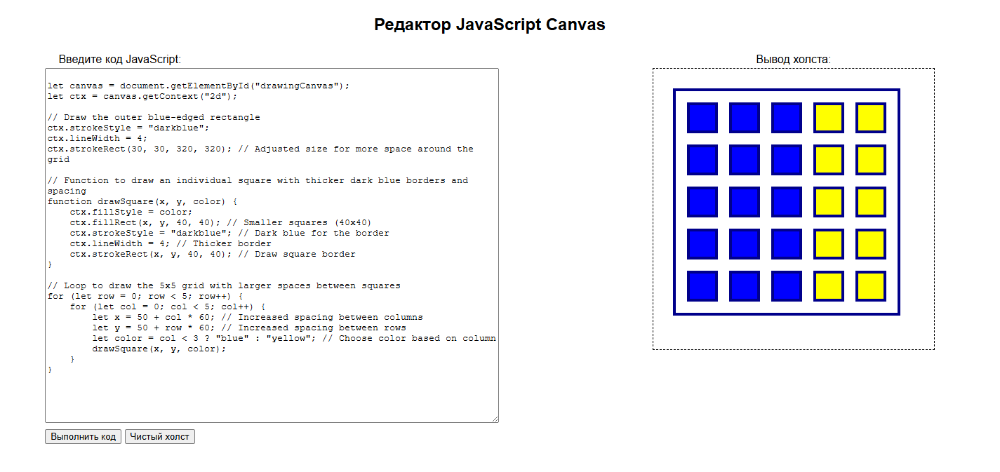 Редактор JavaScript Canvas
Введите код JavaScript:
let canvas = document.getElementById("drawingCanvas");
let ctx = canvas.getContext("2d");
// Draw the outer blue-edged rectangle
ctx.strokeStyle = "darkblue";
ctx.lineWidth = 4;
ctx.strokeRect(30, 30, 320, 320); // Adjusted size for more space around the
grid
// Function to draw an individual square with thicker dark blue borders and
spacing
function drawSquare(x, y, color) {
    ctx.fillStyle = color;
    ctx.fillRect(x, y, 40, 40); // Smaller squares (40x40)
    ctx.strokeStyle = "darkblue"; // Dark blue for the border
    ctx.lineWidth = 4; // Thicker border
    ctx.strokeRect(x, y, 40, 40); // Draw square border
}
// Loop to draw the 5x5 grid with larger spaces between squares
for (let row = 0; row < 5; row++) {
    for (let col = 0; col < 5; col++) {
        let x = 50 + col * 60; // Increased spacing between columns
        let y = 50 + row * 60; // Increased spacing between rows
        let color = col < 3 ? "blue" : "yellow"; // Choose color based on column
        drawSquare(x, y, color);
    }
}
Выполнить код
Чистый холст
Вывод холста: